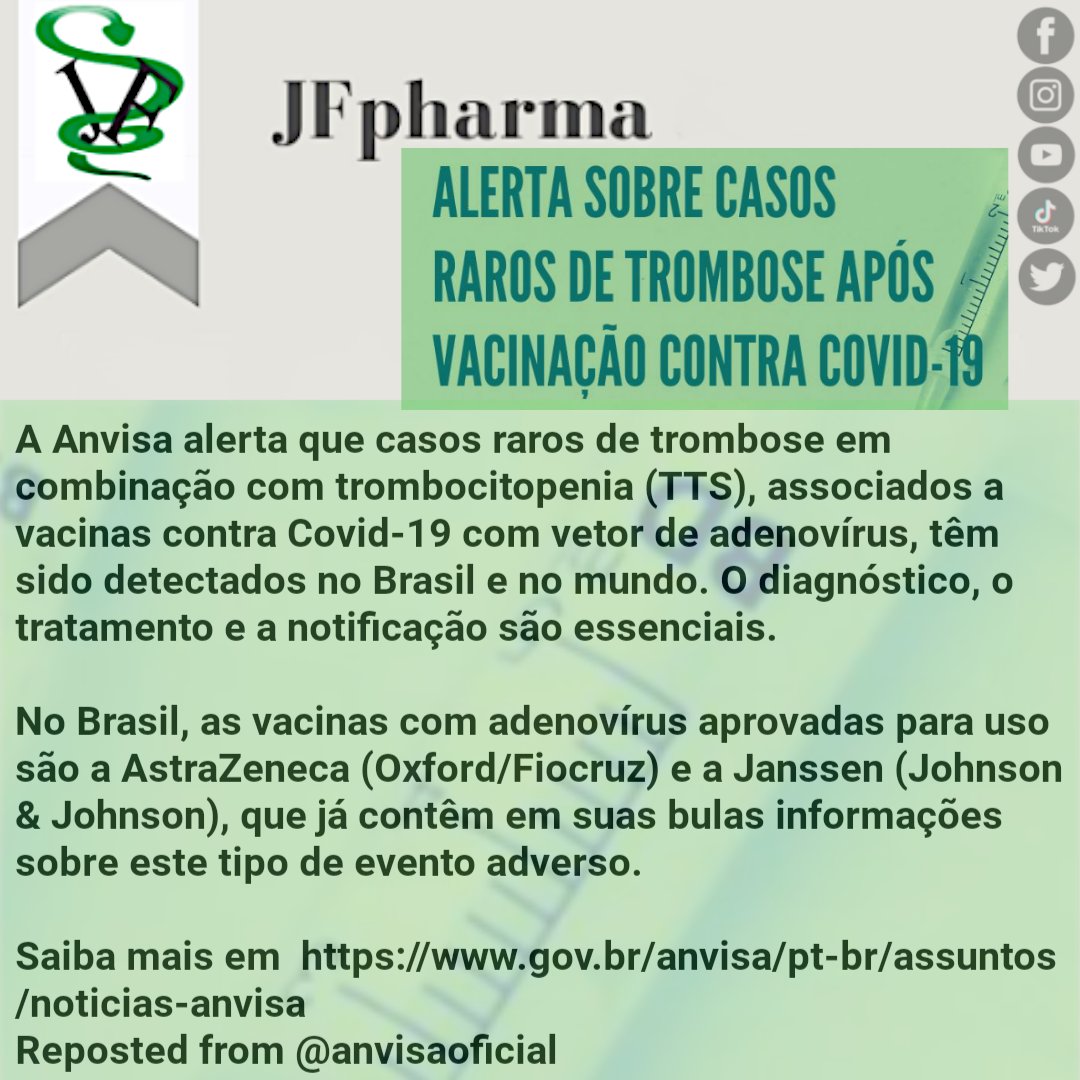 JFpharma
TikTok
ALERTA SOBRE CASOS
RAROS DE TROMBOSE APÓS
VACINAÇÃO CONTRA COVID-19
A Anvisa alerta que casos raros de trombose em
combinação com trombocitopenia (TTS), associados a
vacinas contra Covid-19 com vetor de adenovírus, têm
sido detectados no Brasil e no mundo. O diagnóstico, o
tratamento e a notificação são essenciais.
No Brasil, as vacinas com adenovírus aprovadas para uso
são a AstraZeneca (Oxford/Fiocruz) e a Janssen (Johnson
& Johnson), que já contêm em suas bulas informações
sobre este tipo de evento adverso.
Saiba mais em  https://www.gov.br/anvisa/pt-br/assuntos
/noticias-anvisa
Reposted from @anvisaoficial